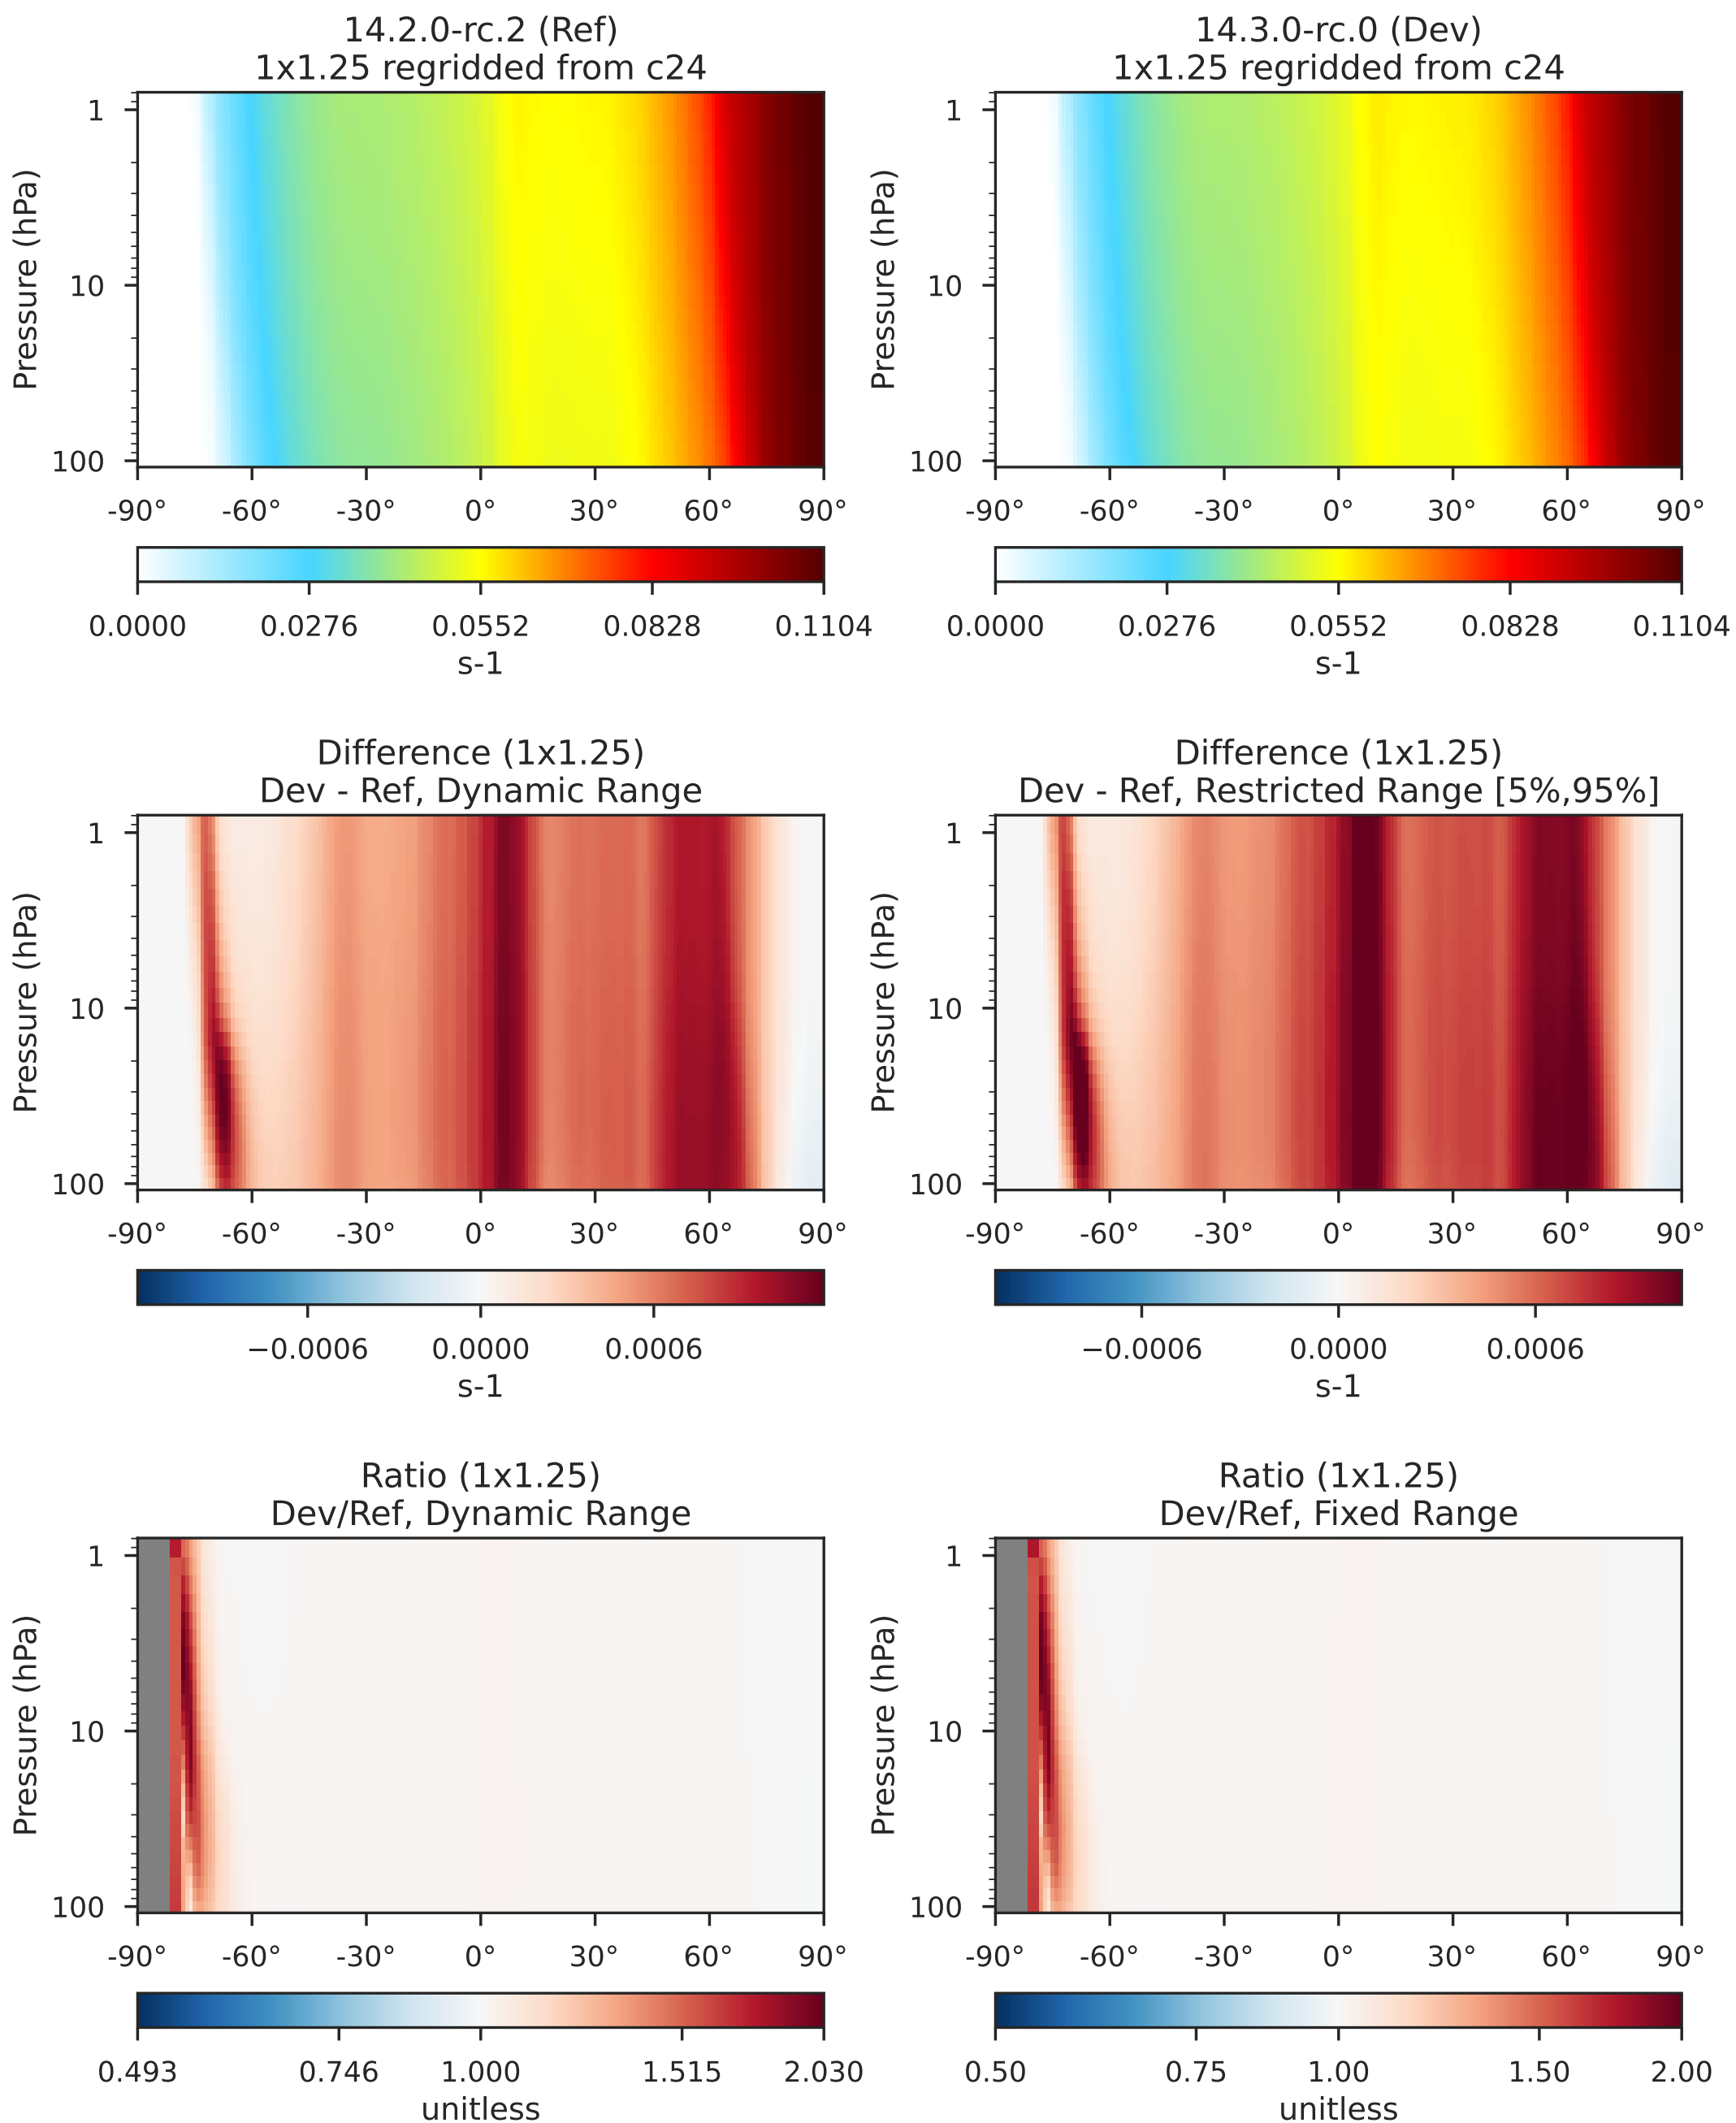 14.2.0-rc.2 (Ref)
1x1.25 regridded from c24
14.3.0-rc.0 (Dev)
1x1.25 regridded from c24
Pressure (hPa)
1
10
100
-90° -60° -30° 0° 30° 60° 90°
0.0000 0.0276 0.0552 0.0828 0.1104
s-1
Pressure (hPa)
1
10
100
-90° -60° -30° 0° 30° 60° 90°
0.0000 0.0276 0.0552 0.0828 0.1104
s-1
Difference (1x1.25)
Dev - Ref, Dynamic Range
Difference (1x1.25)
Dev - Ref, Restricted Range [5%,95%]
Pressure (hPa)
1
10
100
-90° -60° -30° 0° 30° 60° 90°
−0.0006 0.0000 0.0006
s-1
Pressure (hPa)
1
10
100
-90° -60° -30° 0° 30° 60° 90°
−0.0006 0.0000 0.0006
s-1
Ratio (1x1.25)
Dev/Ref, Dynamic Range
Ratio (1x1.25)
Dev/Ref, Fixed Range
Pressure (hPa)
1
10
100
-90° -60° -30° 0° 30° 60° 90°
0.493 0.746 1.000 1.515 2.030
unitless
Pressure (hPa)
1
10
100
-90° -60° -30° 0° 30° 60° 90°
0.50 0.75 1.00 1.50 2.00
unitless